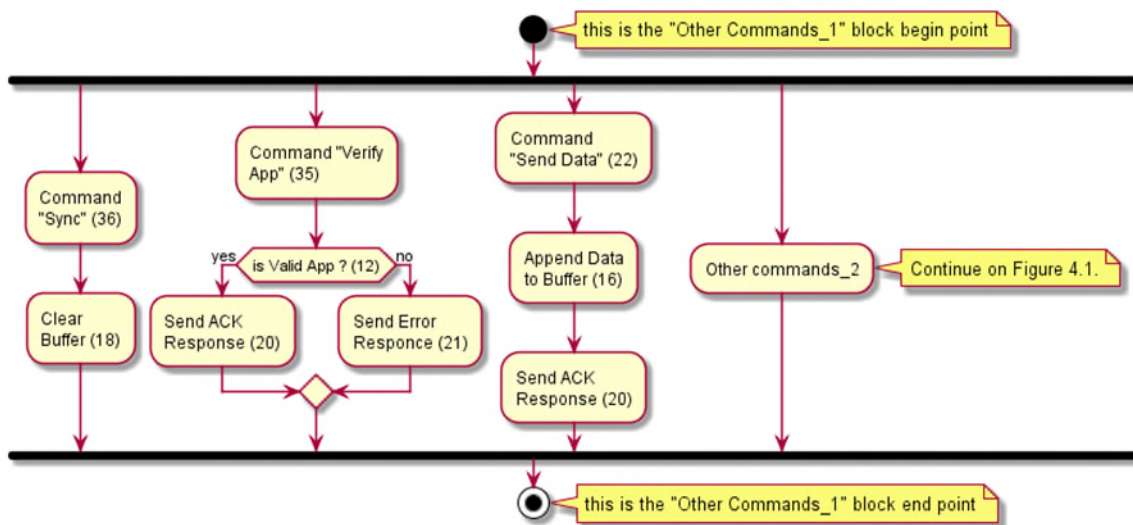 this is the "Other Commands_1" block begin point
Command
"Sync" (36)
Clear
Buffer (18)
Command "Verify
App" (35)
is Valid App ? (12)
yes
no
Send ACK
Response (20)
Send Error
Responce (21)
Command
"Send Data" (22)
Append Data
to Buffer (16)
Send ACK
Response (20)
Other commands_2
Continue on Figure 4.1.
this is the "Other Commands_1" block end point